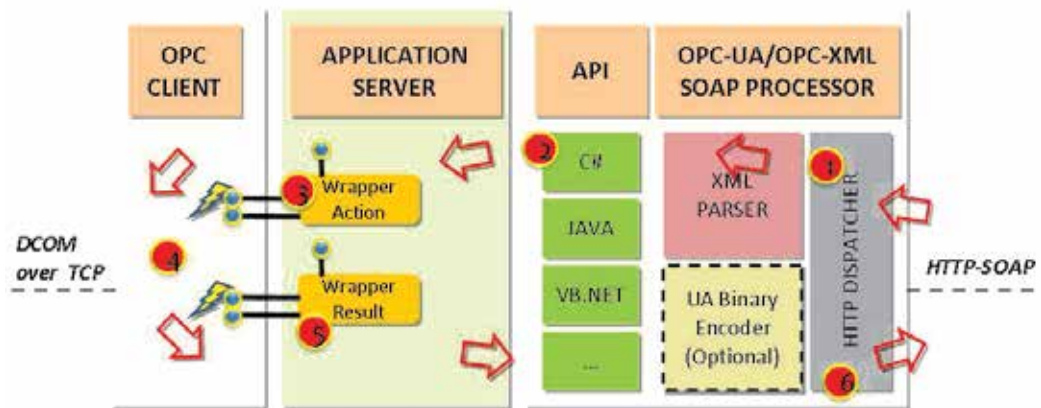 OPC
CLIENT
APPLICATION
SERVER
API
OPC-UA/OPC-XML
SOAP PROCESSOR
1
2
C#
XML
PARSER
JAVA
VB.NET
...
UA Binary
Encoder
(Optional)
HTTP DISPATCHER
3
Wrapper
Action
4
Wrapper
Result
5
6
DCOM
over TCP
HTTP-SOAP